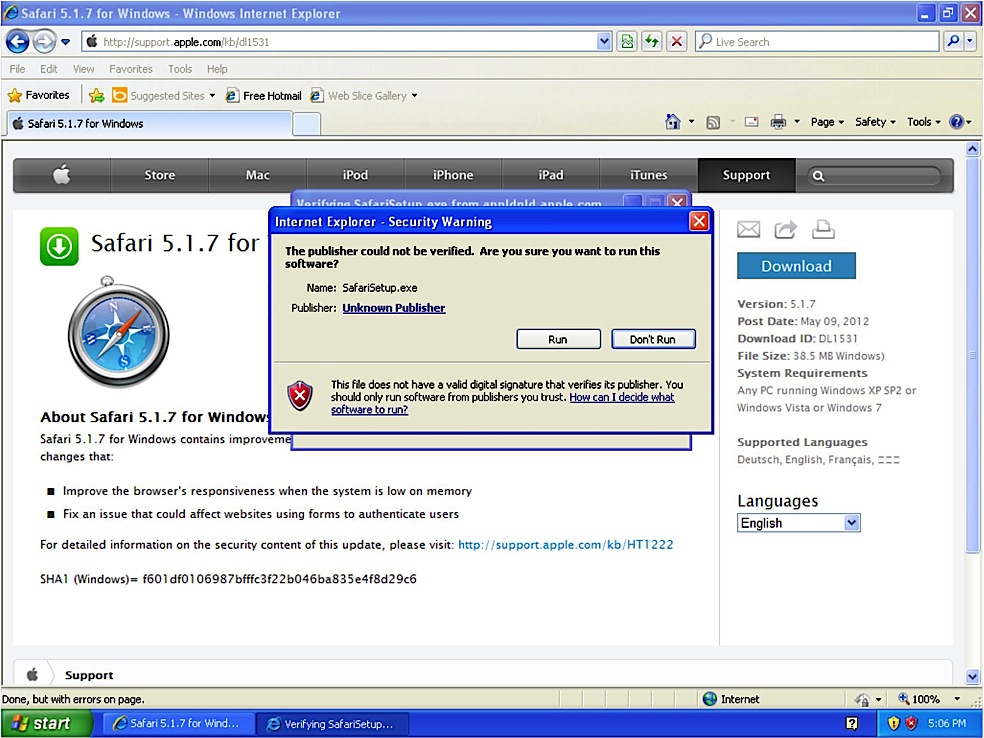 Safari 5.1.7 for Windows - Windows Internet Explorer
http://support.apple.com/kb/dl1531
Live Search
File Edit View Favorites Tools Help
Favorites Suggested Sites Free Hotmail Web Slice Gallery
Safari 5.1.7 for Windows
Page Safety Tools
Store Mac iPod iPhone iPad iTunes Support
Verifying SafariSetup.exe from appldnld.apple.com
Internet Explorer - Security Warning
Safari 5.1.7 for
The publisher could not be verified. Are you sure you want to run this
software?
Name: SafariSetup.exe
Publisher: Unknown Publisher
Run Don't Run
This file does not have a valid digital signature that verifies its publisher. You
should only run software from publishers you trust. How can I decide what
software to run?
Download
Version: 5.1.7
Post Date: May 09, 2012
Download ID: DL1531
File Size: 38.5 MB Windows)
System Requirements
Any PC running Windows XP SP2 or
Windows Vista or Windows 7
Supported Languages
Deutsch, English, Français,
Languages
English
About Safari 5.1.7 for Windows
Safari 5.1.7 for Windows contains improveme
changes that:
Improve the browser's responsiveness when the system is low on memory
Fix an issue that could affect websites using forms to authenticate users
For detailed information on the security content of this update, please visit: http://support.apple.com/kb/HT1222
SHA1 (Windows)= f601df0106987bfffc3f22b046ba835e4f8d29c6
Support
Done, but with errors on page. Internet 100%
start Safari 5.1.7 for Wind... Verifying SafariSetup... 5:06 PM